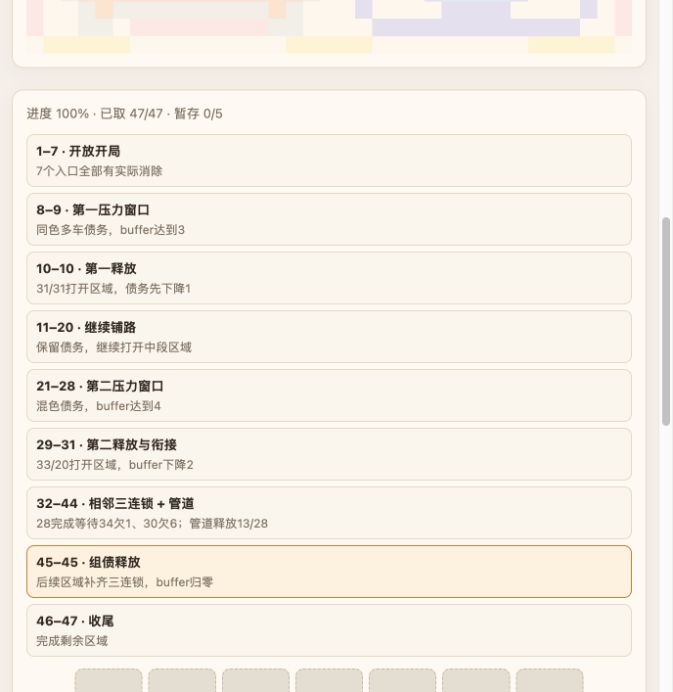 进度 100% · 已取 47/47 · 暂存 0/5
1–7 · 开放开局
7个入口全部有实际消除
8–9 · 第一压力窗口
同色多车债务，buffer达到3
10–10 · 第一释放
31/31打开区域，债务先下降1
11–20 · 继续铺路
保留债务，继续打开中段区域
21–28 · 第二压力窗口
混色债务，buffer达到4
29–31 · 第二释放与衔接
33/20打开区域，buffer下降2
32–44 · 相邻三连锁 + 管道
28完成等待34欠1、30欠6；管道释放13/28
45–45 · 组债释放
后续区域补齐三连锁，buffer归零
46–47 · 收尾
完成剩余区域